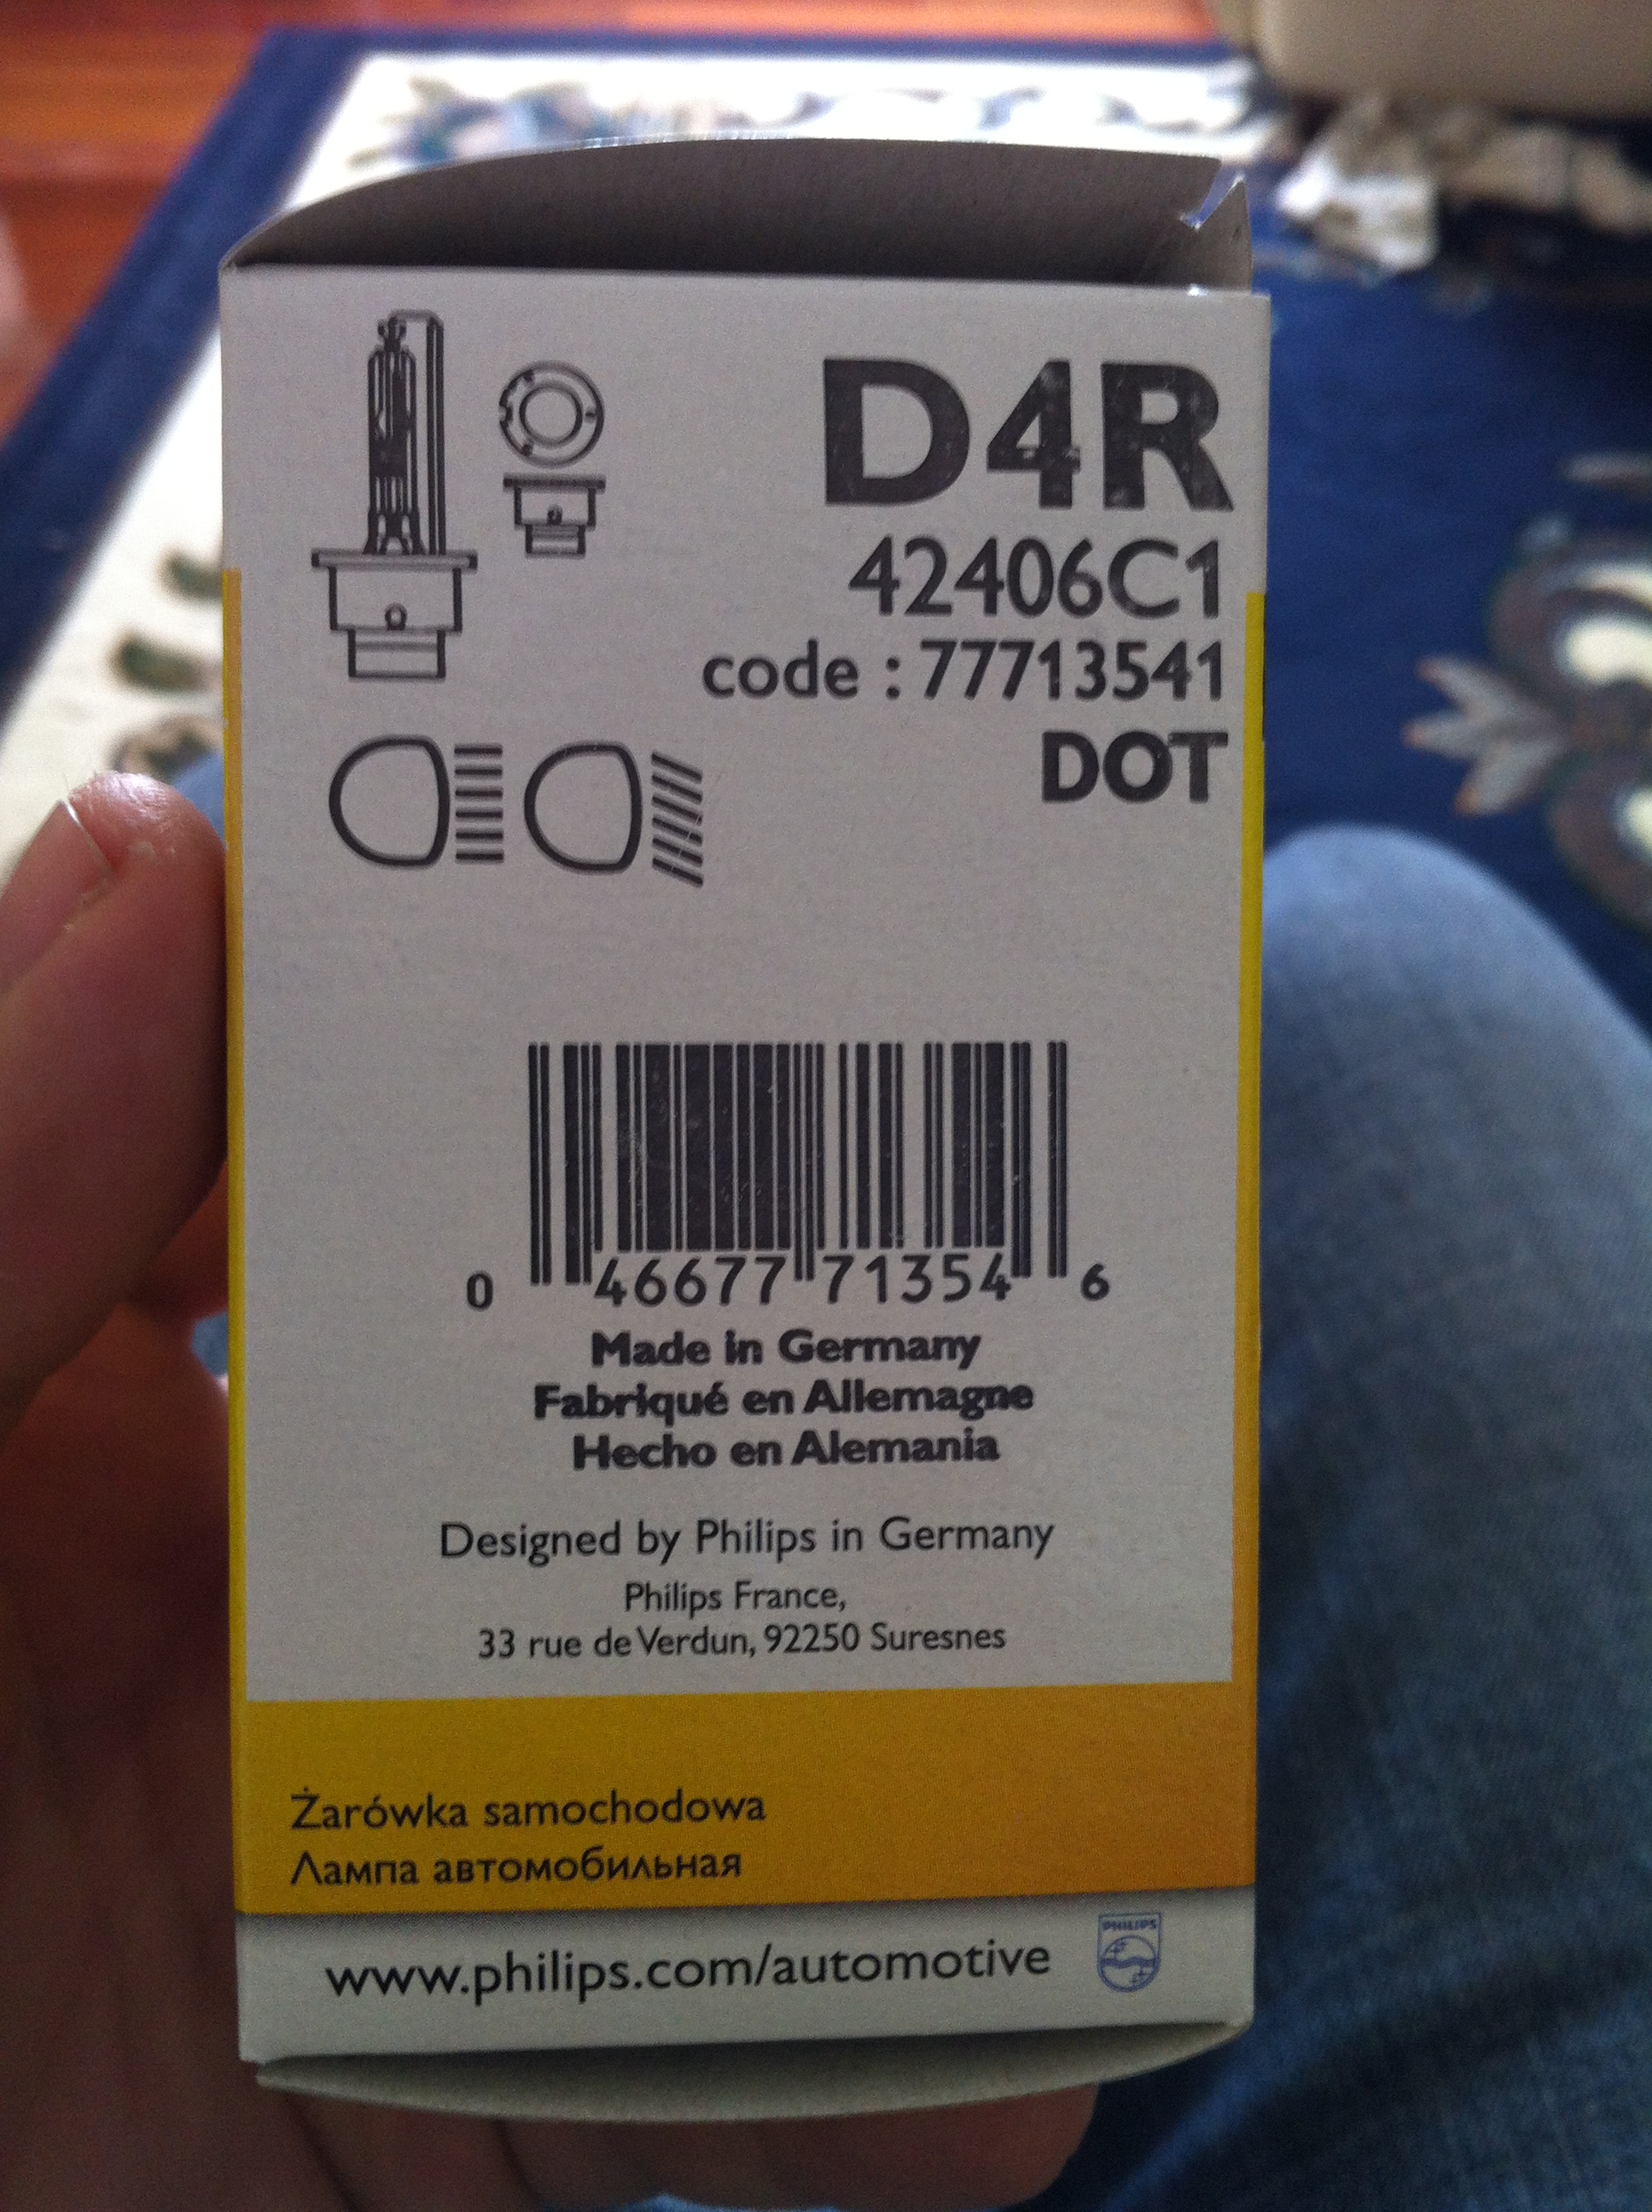 D4R
42406C1
code : 77713541
DOT
0 46677 71354 6
Made in Germany
Fabriqué en Allemagne
Hecho en Alemania
Designed by Philips in Germany
Philips France,
33 rue de Verdun, 92250 Suresnes
Żarówka samochodowa
Лампа автомобильная
www.philips.com/automotive
PHILIPS